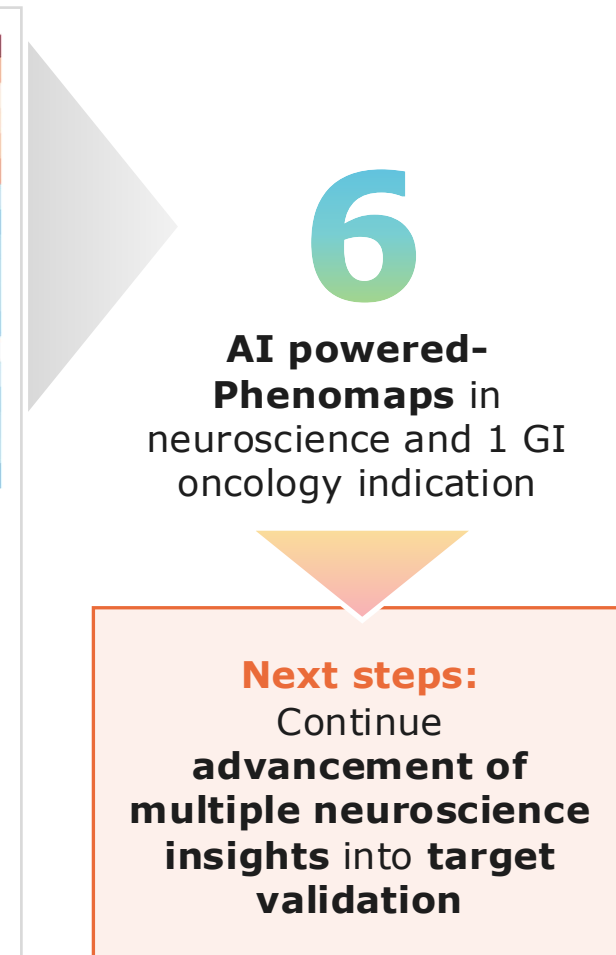 6
AI powered-
Phenomaps in
neuroscience and 1 GI
oncology indication
Next steps:
Continue
advancement of
multiple neuroscience
insights into target
validation